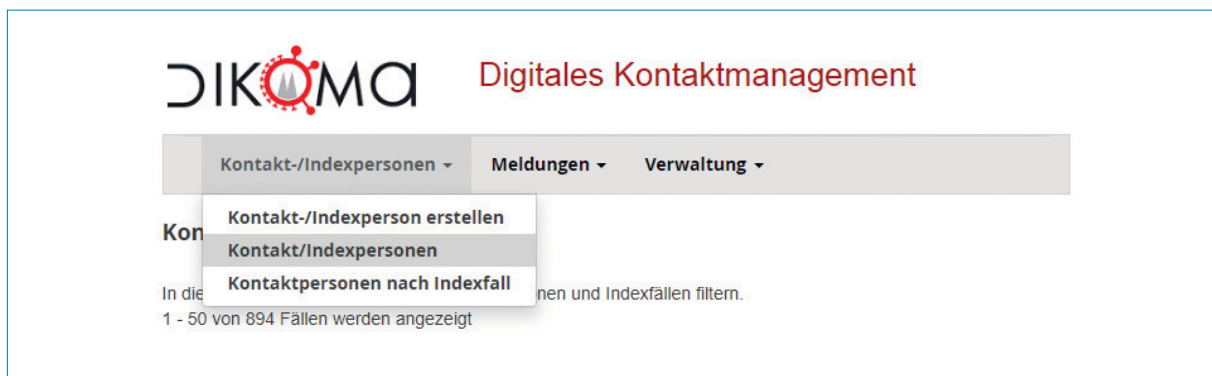 DIKOMA
Digitales Kontaktmanagement
Kontakt-/Indexpersonen Meldungen Verwaltung
Kontakt-/Indexperson erstellen
Kontakt/Indexpersonen
Kontaktpersonen nach Indexfall
Kon
In die nen und Indexfällen filtern.
1 - 50 von 894 Fällen werden angezeigt